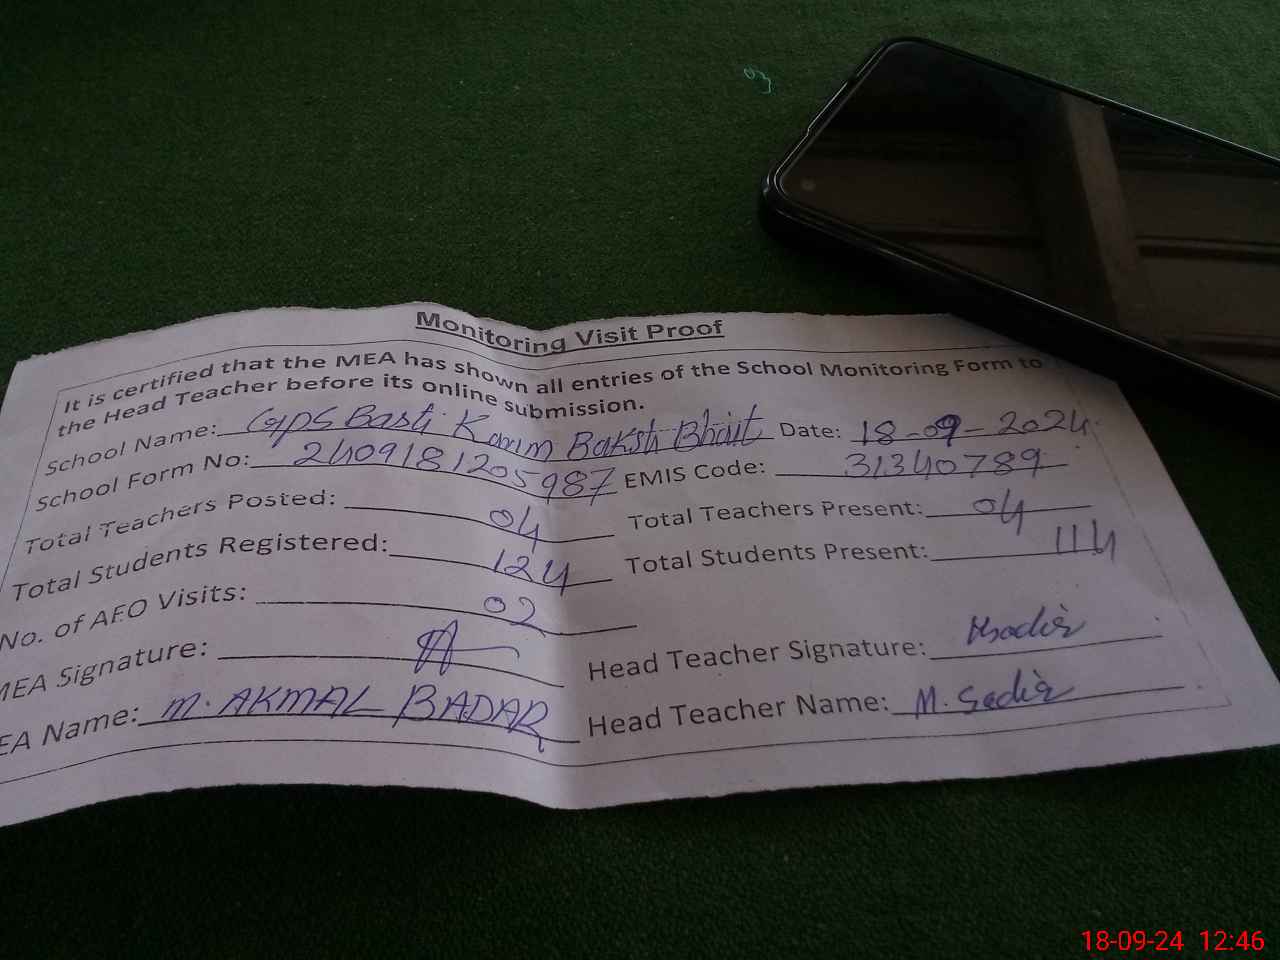 Monitoring Visit Proof
It is certified that the MEA has shown all entries of the School Monitoring Form to
the Head Teacher before its online submission.
School Name: GPS Basti Karim Baksh Bhait Date: 18-09-2024
School Form No: 2409181205987 EMIS Code: 31340789
Total Teachers Posted: 04 Total Teachers Present: 04
Total Students Registered: 124 Total Students Present: 114
No. of AEO Visits: 02
MEA Signature: Head Teacher Signature:
EA Name: M. AKMAL BADAR Head Teacher Name: M. Sadir
18-09-24 12:46